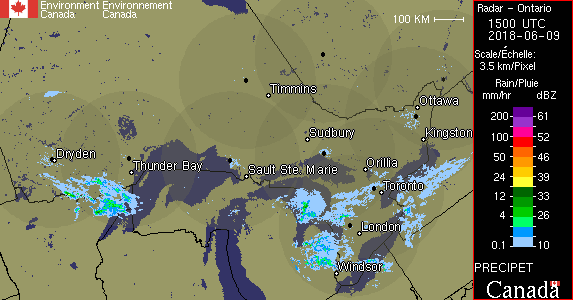 Environment Environnement
Canada Canada
100 KM
Timmins
Ottawa
Sudbury
Kingston
Dryden
Thunder Bay
Sault Ste. Marie
Orillia
Toronto
London
Windsor
Radar - Ontario
1500 UTC
2018-06-09
Scale/Échelle:
3.5 km/Pixel
Rain/Pluie
mm/hr dBZ
200 61
100 52
50 46
24 39
12 33
4 26
0.1 10
PRECIPET
Canada